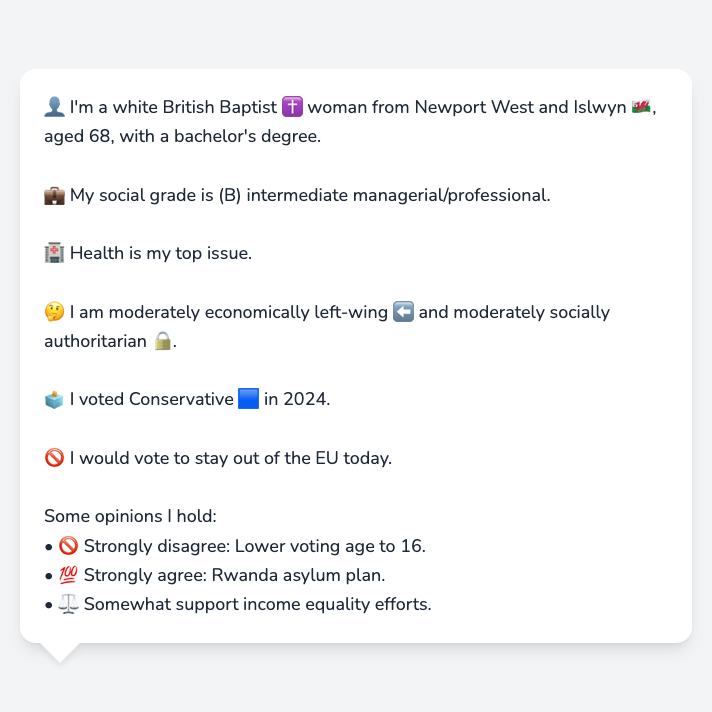 👤 I'm a white British Baptist ✝️ woman from Newport West and Islwyn 🏴󠁧󠁢󠁷󠁬󠁳󠁿,
aged 68, with a bachelor's degree.
💼 My social grade is (B) intermediate managerial/professional.
🏥 Health is my top issue.
🤔 I am moderately economically left-wing ⬅️ and moderately socially
authoritarian 🔒.
🗳️ I voted Conservative 🟦 in 2024.
🚫 I would vote to stay out of the EU today.
Some opinions I hold:
• 🚫 Strongly disagree: Lower voting age to 16.
• 💯 Strongly agree: Rwanda asylum plan.
• ⚖️ Somewhat support income equality efforts.